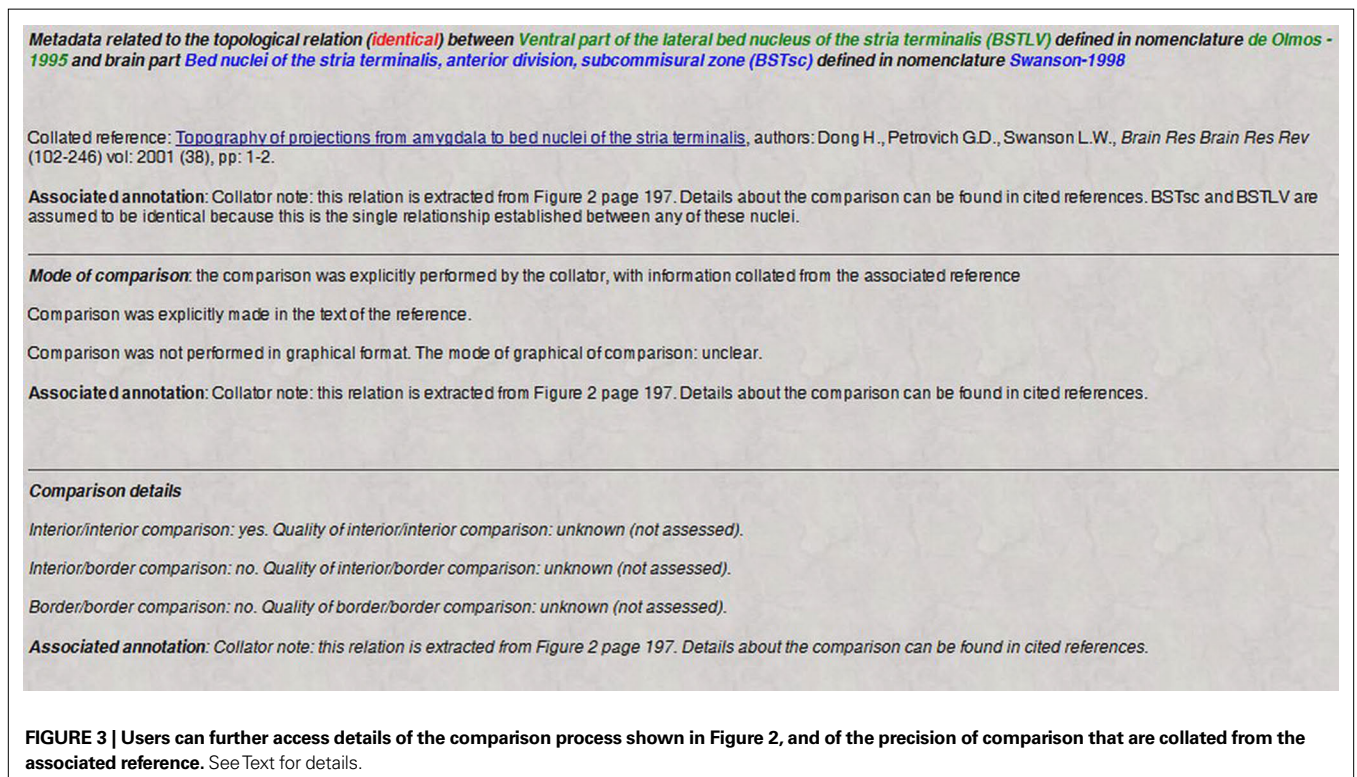 Metadata related to the topological relation (identical) between Ventral part of the lateral bed nucleus of the stria terminalis (BSTLV) defined in nomenclature de Olmos -
1995 and brain part Bed nuclei of the stria terminalis, anterior division, subcommisural zone (BSTsc) defined in nomenclature Swanson-1998
Collated reference: Topography of projections from amygdala to bed nuclei of the stria terminalis, authors: Dong H., Petrovich G.D., Swanson L.W., Brain Res Brain Res Rev
(102-246) vol: 2001 (38), pp: 1-2.
Associated annotation: Collator note: this relation is extracted from Figure 2 page 197. Details about the comparison can be found in cited references. BSTsc and BSTLV are
assumed to be identical because this is the single relationship established between any of these nuclei.
Mode of comparison: the comparison was explicitly performed by the collator, with information collated from the associated reference
Comparison was explicitly made in the text of the reference.
Comparison was not performed in graphical format. The mode of graphical of comparison: unclear.
Associated annotation: Collator note: this relation is extracted from Figure 2 page 197. Details about the comparison can be found in cited references.
Comparison details
Interior/interior comparison: yes. Quality of interior/interior comparison: unknown (not assessed).
Interior/border comparison: no. Quality of interior/border comparison: unknown (not assessed).
Border/border comparison: no. Quality of border/border comparison: unknown (not assessed).
Associated annotation: Collator note: this relation is extracted from Figure 2 page 197. Details about the comparison can be found in cited references.
FIGURE 3 | Users can further access details of the comparison process shown in Figure 2, and of the precision of comparison that are collated from the
associated reference. See Text for details.